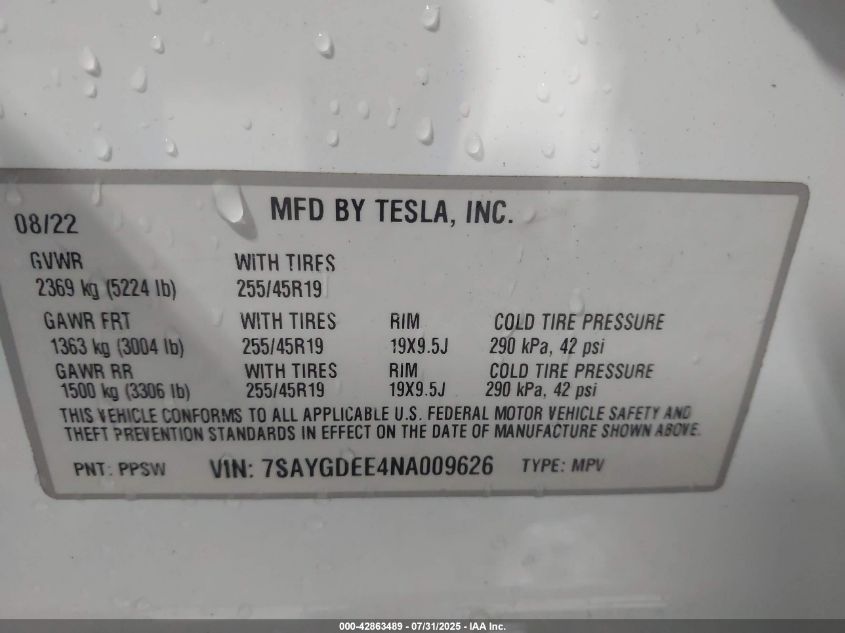 08/22 MFD BY TESLA, INC.
GVWR WITH TIRES
2369 kg (5224 lb) 255/45R19
GAWR FRT WITH TIRES RIM COLD TIRE PRESSURE
1363 kg (3004 lb) 255/45R19 19X9.5J 290 kPa, 42 psi
GAWR RR WITH TIRES RIM COLD TIRE PRESSURE
1500 kg (3306 lb) 255/45R19 19X9.5J 290 kPa, 42 psi
THIS VEHICLE CONFORMS TO ALL APPLICABLE U.S. FEDERAL MOTOR VEHICLE SAFETY AND
THEFT PREVENTION STANDARDS IN EFFECT ON THE DATE OF MANUFACTURE SHOWN ABOVE.
PNT: PPSW VIN: 7SAYGDEE4NA009626 TYPE: MPV
000-42863489 - 07/31/2025 - IAA Inc.